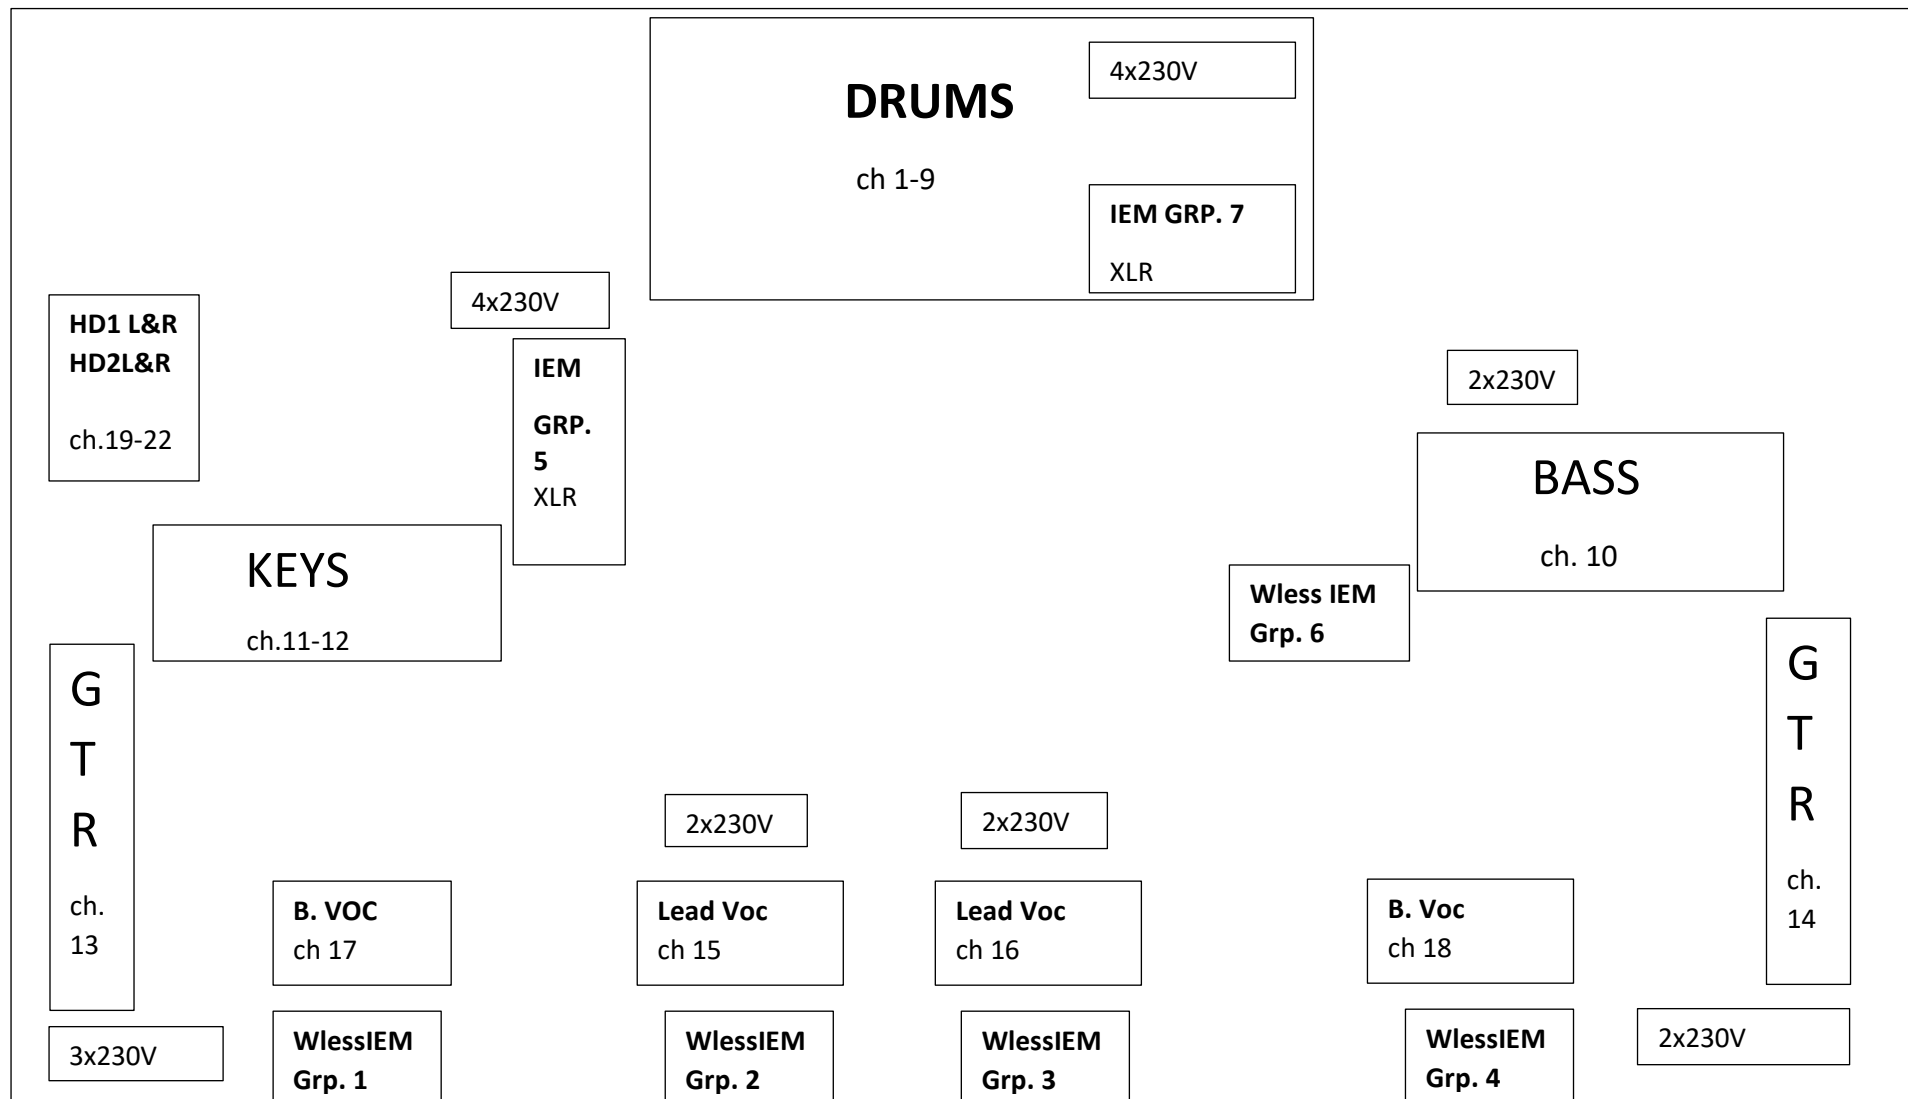 4x230V
DRUMS
ch 1-9
IEM GRP. 7
XLR
4x230V
HD1 L&R
HD2L&R
ch.19-22
IEM
GRP.
5
XLR
2x230V
BASS
ch. 10
KEYS
ch.11-12
Wless IEM
Grp. 6
G
T
R
ch.
13
G
T
R
ch.
14
2x230V
2x230V
B. VOC
ch 17
Lead Voc
ch 15
Lead Voc
ch 16
B. Voc
ch 18
3x230V
WlessIEM
Grp. 1
WlessIEM
Grp. 2
WlessIEM
Grp. 3
WlessIEM
Grp. 4
2x230V